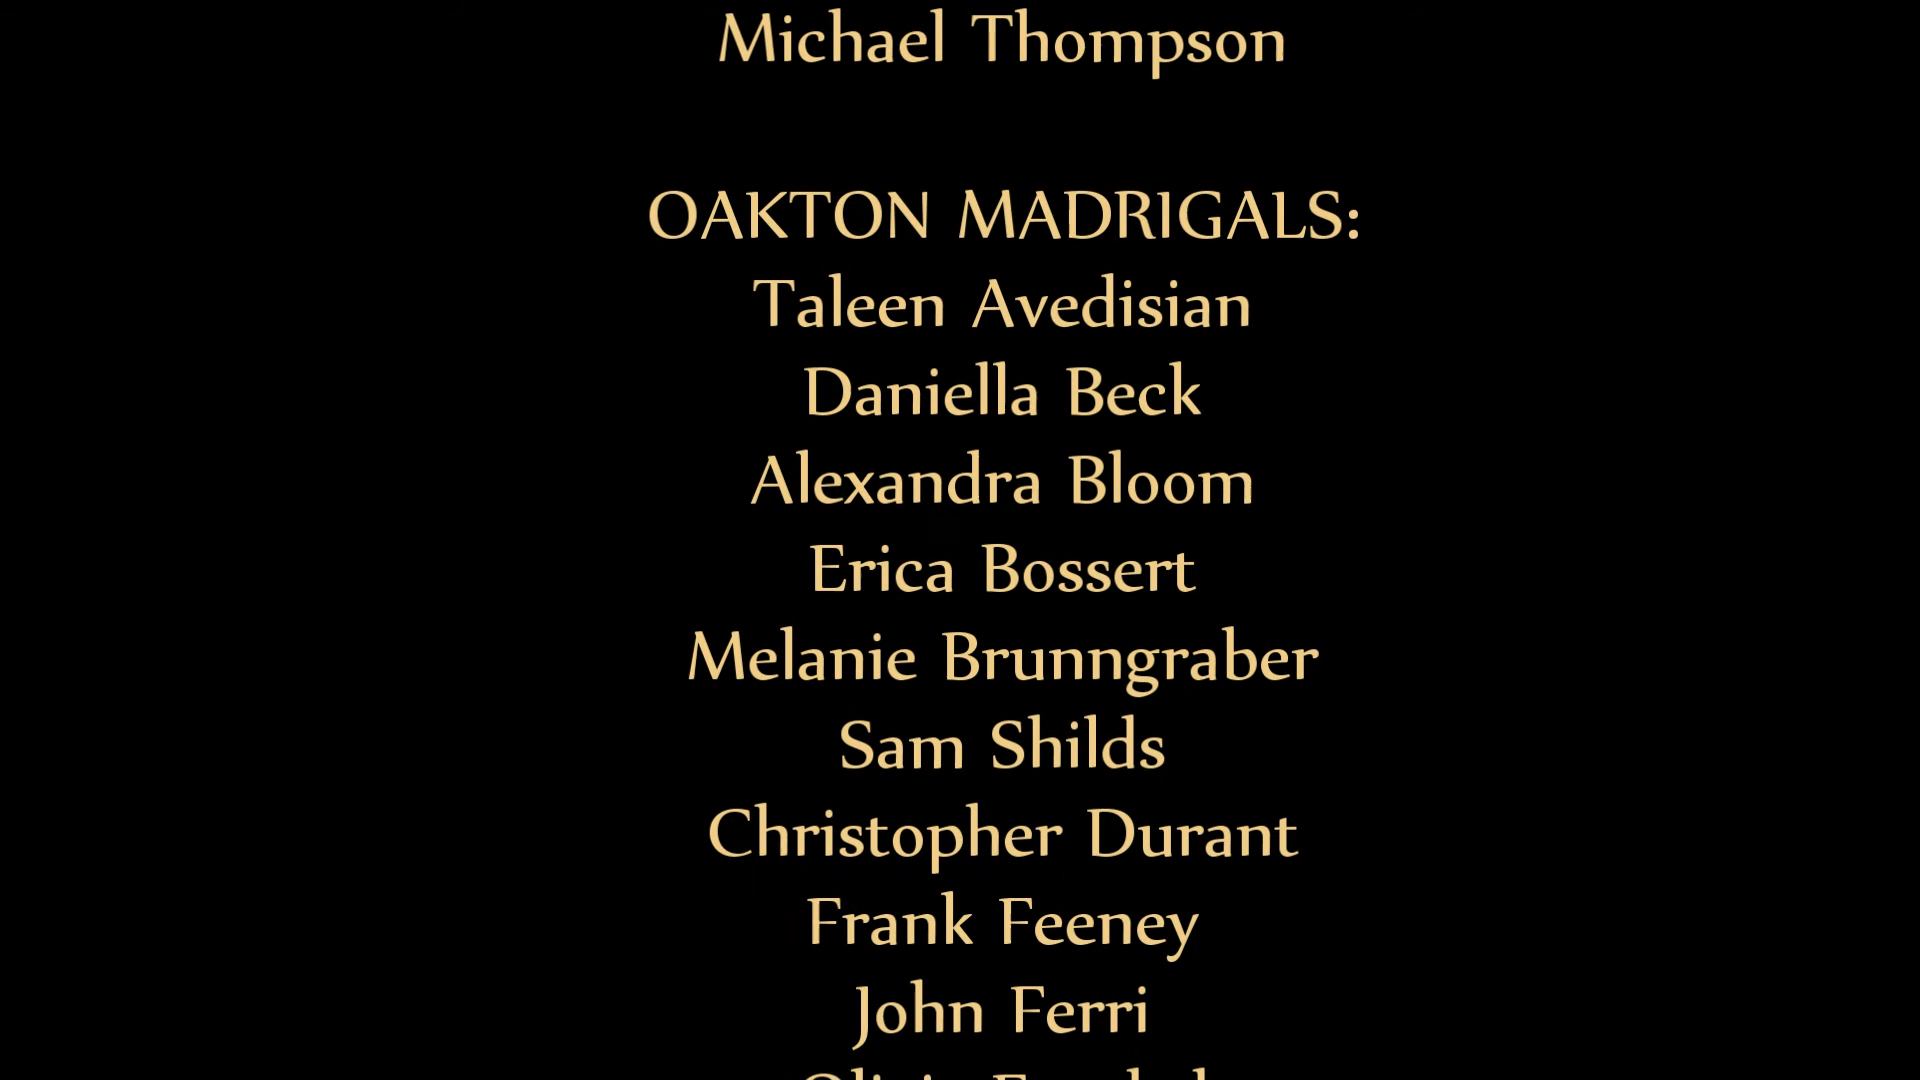 Michael Thompson
OAKTON MADRIGALS:
Taleen Avedisian
Daniella Beck
Alexandra Bloom
Erica Bossert
Melanie Brunngraber
Sam Shilds
Christopher Durant
Frank Feeney
John Ferri